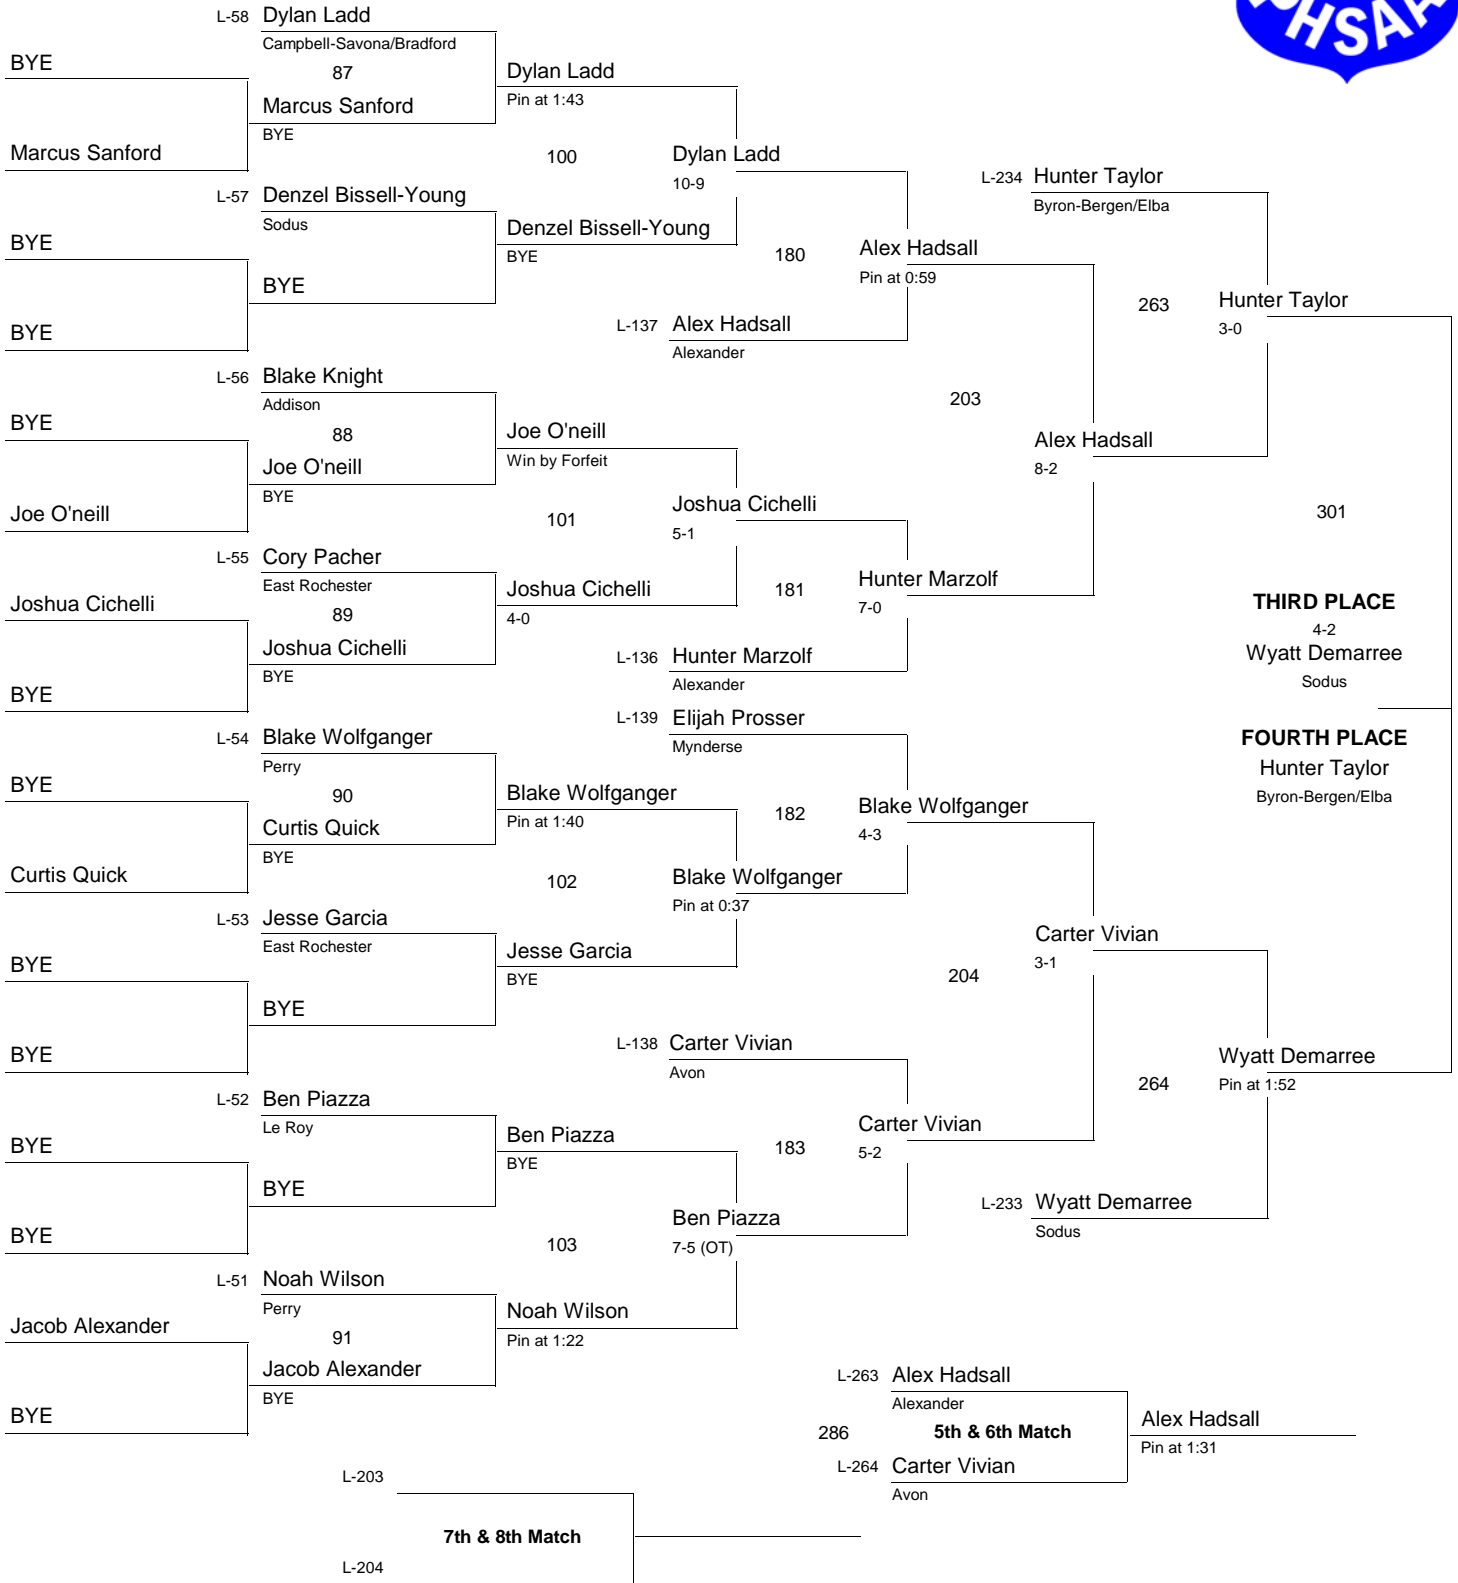 L-58 Dylan Ladd
Campbell-Savona/Bradford
BYE
87
Dylan Ladd
Pin at 1:43
Marcus Sanford
BYE
Marcus Sanford
100
Dylan Ladd
10-9
L-57 Denzel Bissell-Young
Sodus
BYE
Denzel Bissell-Young
BYE
BYE
BYE
180
Alex Hadsall
Pin at 0:59
L-137 Alex Hadsall
Alexander
L-234 Hunter Taylor
Byron-Bergen/Elba
263
Hunter Taylor
3-0
L-56 Blake Knight
Addison
BYE
88
Joe O'neill
Win by Forfeit
Joe O'neill
BYE
Joe O'neill
101
Joshua Cichelli
5-1
203
Alex Hadsall
8-2
301
L-55 Cory Pacher
East Rochester
Joshua Cichelli
89
Joshua Cichelli
4-0
Joshua Cichelli
BYE
BYE
181
Hunter Marzolf
7-0
L-136 Hunter Marzolf
Alexander
THIRD PLACE
4-2
Wyatt Demarree
Sodus
FOURTH PLACE
Hunter Taylor
Byron-Bergen/Elba
L-139 Elijah Prosser
Mynderse
L-54 Blake Wolfganger
Perry
BYE
90
Blake Wolfganger
Pin at 1:40
Curtis Quick
BYE
Curtis Quick
182
Blake Wolfganger
4-3
102
Blake Wolfganger
Pin at 0:37
L-53 Jesse Garcia
East Rochester
BYE
Jesse Garcia
BYE
BYE
BYE
204
Carter Vivian
3-1
L-138 Carter Vivian
Avon
264
Wyatt Demarree
Pin at 1:52
L-52 Ben Piazza
Le Roy
BYE
Ben Piazza
BYE
BYE
BYE
183
Carter Vivian
5-2
103
Ben Piazza
7-5 (OT)
L-233 Wyatt Demarree
Sodus
L-51 Noah Wilson
Perry
Jacob Alexander
91
Noah Wilson
Pin at 1:22
Jacob Alexander
BYE
BYE
L-263 Alex Hadsall
Alexander
286
5th & 6th Match
Alex Hadsall
Pin at 1:31
L-264 Carter Vivian
Avon
L-203
7th & 8th Match
L-204